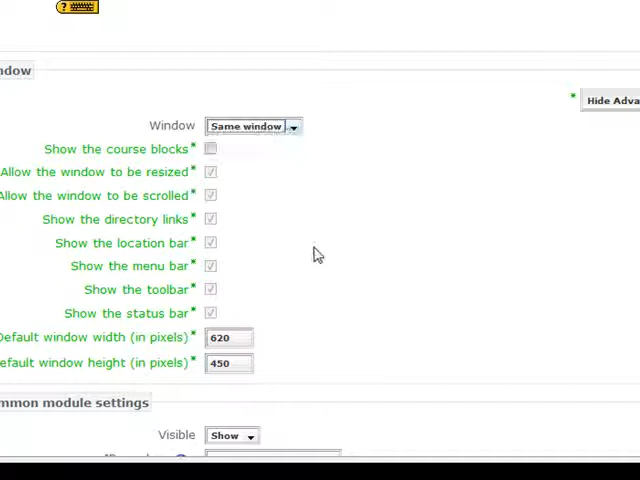 ?
ndow
* Hide Adva
Window Same window
Show the course blocks*
Allow the window to be resized*
Allow the window to be scrolled*
Show the directory links*
Show the location bar*
Show the menu bar*
Show the toolbar*
Show the status bar*
Default window width (in pixels)* 620
efault window height (in pixels)* 450
mmon module settings
Visible Show